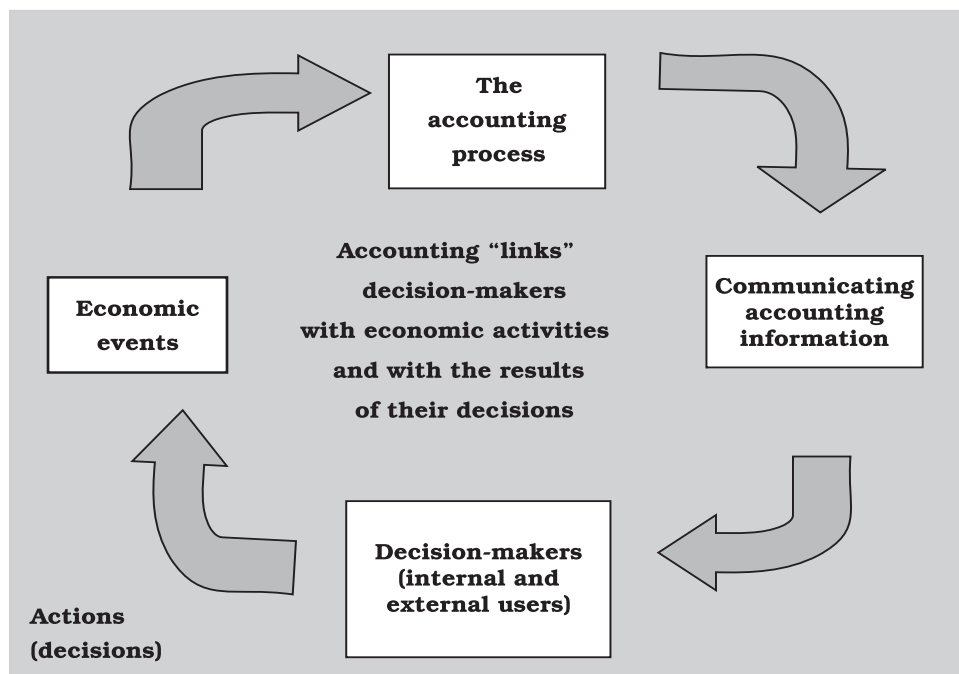 The
accounting
process
Economic
events
Accounting “links”
decision-makers
with economic activities
and with the results
of their decisions
Communicating
accounting
information
Decision-makers
(internal and
external users)
Actions
(decisions)